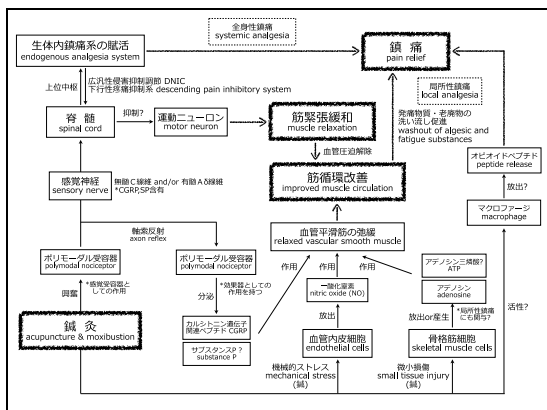 全身性鎮痛
systemic analgesia
生体内鎮痛系の賦活
endogenous analgesia system
鎮痛
pain relief
上位中枢
広汎性侵害抑制調節 DNIC
下行性疼痛抑制系 descending pain inhibitory system
局所性鎮痛
local analgesia
脊髄
spinal cord
抑制?
運動ニューロン
motor neuron
筋緊張緩和
muscle relaxation
発痛物質・老廃物の
洗い流し促進
washout of algesic and
fatigue substances
血管圧迫解除
オピオイドペプチド
peptide release
感覚神経
sensory nerve
無髄C線維 and/or 有髄Aδ線維
*CGRP,SP含有
筋循環改善
improved muscle circulation
放出?
マクロファージ
macrophage
軸索反射
axon reflex
血管平滑筋の弛緩
relaxed vascular smooth muscle
ポリモーダル受容器
polymodal nociceptor
ポリモーダル受容器
polymodal nociceptor
作用
作用
作用
アデノシン三燐酸?
ATP
興奮
*感覚受容器と
しての作用
分泌
*効果器としての
作用を持つ
一酸化窒素
nitric oxide (NO)
アデノシン
adenosine
鍼灸
acupuncture & moxibustion
カルシトニン遺伝子
関連ペプチド CGRP
放出
放出or産生
*局所性鎮痛
にも関与?
活性?
サブスタンスP?
substance P
血管内皮細胞
endothelial cells
骨格筋細胞
skeletal muscle cells
機械的ストレス
mechanical stress
(鍼)
微小損傷
small tissue injury
(鍼)